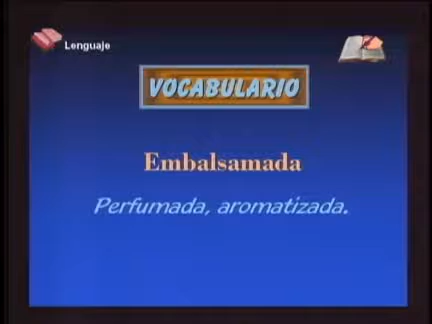 Lenguaje
VOCABULARIO
Embalsamada
Perfumada, aromatizada.